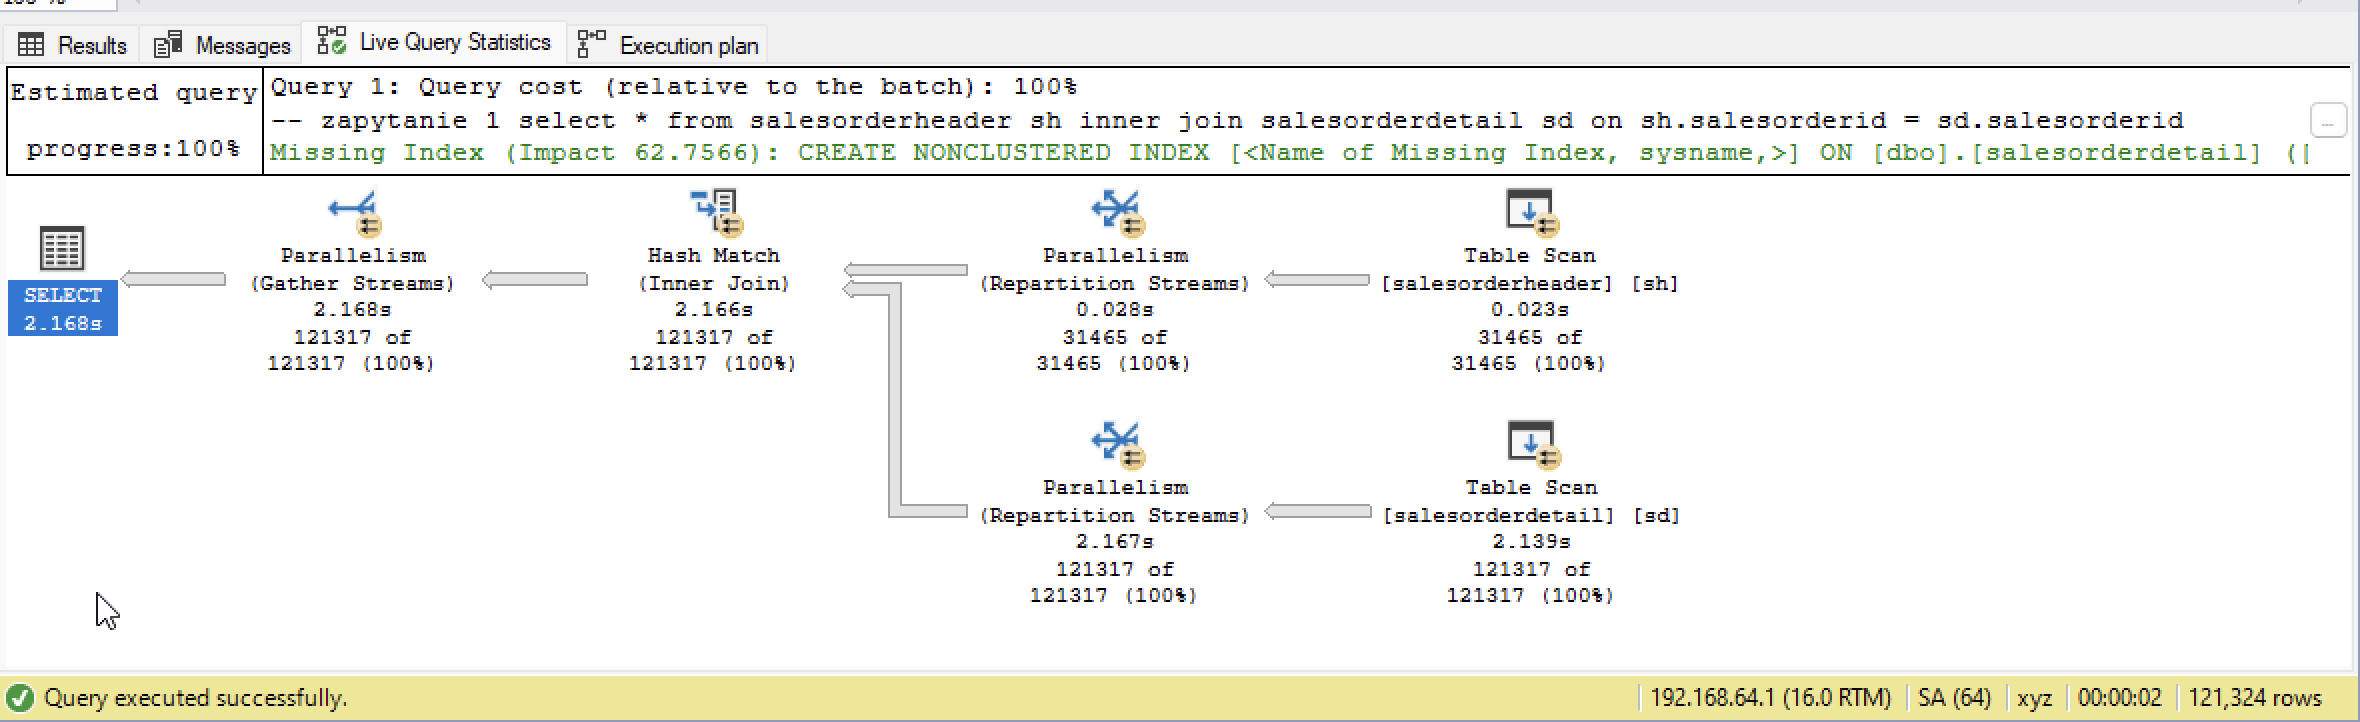 Results
Messages
Live Query Statistics
Execution plan
Estimated query
progress:100%
Query 1: Query cost (relative to the batch): 100%
-- zapytanie 1 select * from salesorderheader sh inner join salesorderdetail sd on sh.salesorderid = sd.salesorderid
Missing Index (Impact 62.7566): CREATE NONCLUSTERED INDEX [<Name of Missing Index, sysname,>] ON [dbo].[salesorderdetail] ([
...
SELECT
2.168s
Parallelism
(Gather Streams)
2.168s
121317 of
121317 (100%)
Hash Match
(Inner Join)
2.166s
121317 of
121317 (100%)
Parallelism
(Repartition Streams)
0.028s
31465 of
31465 (100%)
Table Scan
[salesorderheader] [sh]
0.023s
31465 of
31465 (100%)
Parallelism
(Repartition Streams)
2.167s
121317 of
121317 (100%)
Table Scan
[salesorderdetail] [sd]
2.139s
121317 of
121317 (100%)
Query executed successfully.
192.168.64.1 (16.0 RTM)
SA (64)
xyz
00:00:02
121,324 rows